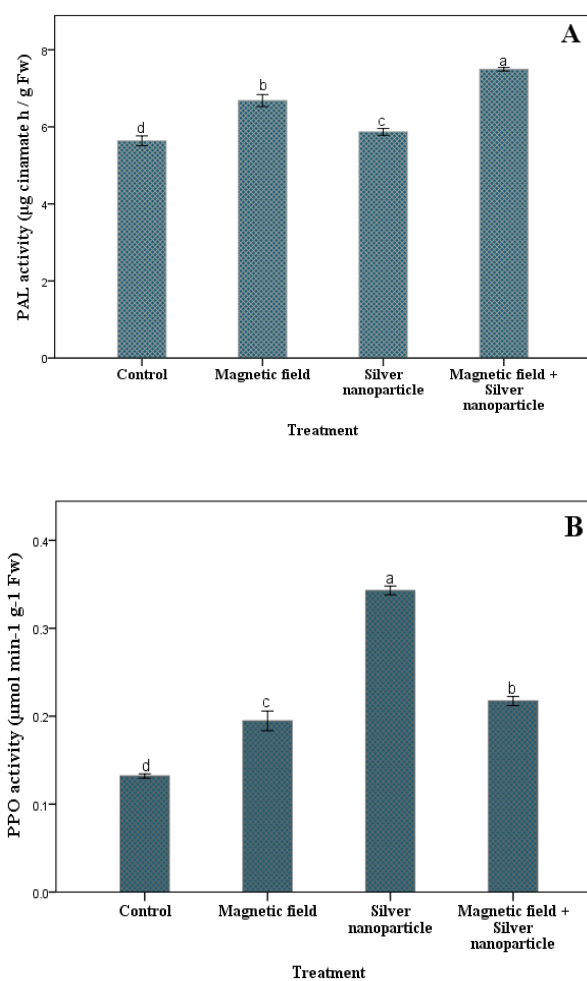 A
PAL activity (µg cinamate h / g Fw)
8
6
4
2
0
d
b
c
a
Control
Magnetic field
Silver
nanoparticle
Magnetic field +
Silver
nanoparticle
Treatment
B
PPO activity (µmol min-1 g-1 Fw)
0.4
0.3
0.2
0.1
0.0
d
c
a
b
Control
Magnetic field
Silver
nanoparticle
Magnetic field +
Silver
nanoparticle
Treatment